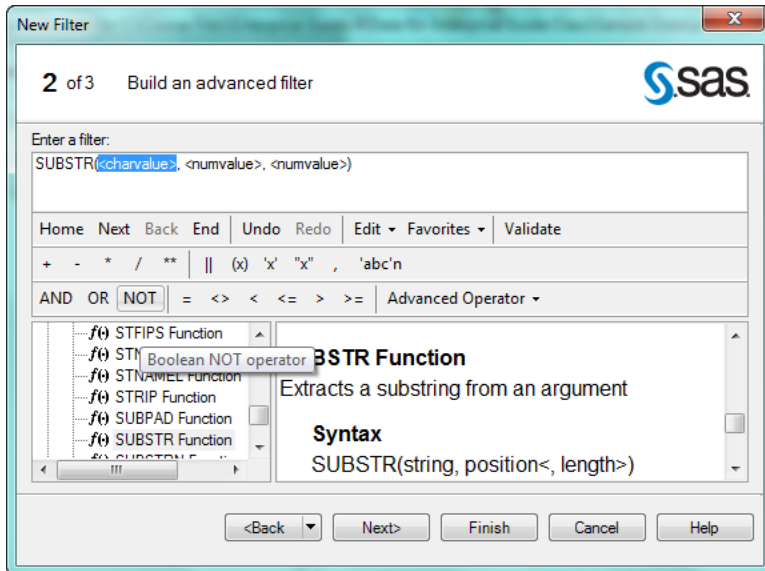 New Filter
x
2 of 3 Build an advanced filter
sas
Enter a filter:
SUBSTR(<charvalue>, <numvalue>, <numvalue>)
Home Next Back End Undo Redo Edit Favorites Validate
+ - * / ** || (x) 'x' "x" , 'abc'n
AND OR NOT = <> < <= > >= Advanced Operator
f(·) STFIPS Function
Boolean NOT operator
f(·) STNAMEL Function
f(·) STRIP Function
f(·) SUBPAD Function
f(·) SUBSTR Function
BSTR Function
Extracts a substring from an argument
Syntax
SUBSTR(string, position<, length>)
<Back Next> Finish Cancel Help